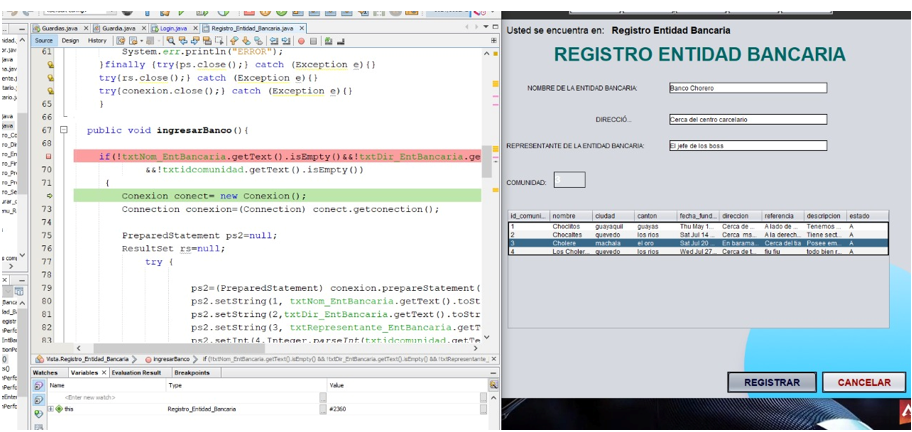 Guardias.java
Guardia.java
Login.java
Registro_Entidad_Bancaria.java
Source Design History
61 System.err.println("ERROR");
}finally {try{ps.close();} catch (Exception e){}
try{rs.close();} catch (Exception e){}
try{conexion.close();} catch (Exception e){}
65 }
66
67 public void ingresarBanco(){
68
if(!txtNom_EntBancaria.getText().isEmpty()&&!txtDir_EntBancaria.ge
70 &&!txtidcomunidad.getText().isEmpty())
71 {
Conexion conect= new Conexion();
73 Connection conexion=(Connection) conect.getconection();
74
75 PreparedStatement ps2=null;
76 ResultSet rs=null;
77 try {
78
79 ps2=(PreparedStatement) conexion.prepareStatement(
80 ps2.setString(1, txtNom_EntBancaria.getText().toSt
81 ps2.setString(2,txtDir_EntBancaria.getText().toStr
82 ps2.setString(3, txtRepresentante_EntBancaria.getT
83 ps2.setInt(4,Integer.parseInt(txtidcomunidad.getTe
Vista.Registro_Entidad_Bancaria ingresarBanco if (!txtNom_EntBancaria.getText().isEmpty() && !txtDir_EntBancaria.getText().isEmpty() && !txtRepresentante_
Watches Variables Evaluation Result Breakpoints
Name Type Value
<Enter new watch>
this Registro_Entidad_Bancaria #2360
Usted se encuentra en: Registro Entidad Bancaria
REGISTRO ENTIDAD BANCARIA
NOMBRE DE LA ENTIDAD BANCARIA: Banco Chorero
DIRECCIÓ... Cerca del centro carcelario
REPRESENTANTE DE LA ENTIDAD BANCARIA: El jefe de los boss
COMUNIDAD:
id_comuni... nombre ciudad canton fecha_fund... direccion referencia descripcion estado
1 Choclitos guayaquil guayas Thu May 1... Cerca de ... A lado de ... Tenemos ... A
2 Chocaltes quevedo los rios Sat Jul 14 ... Cerca ms... A la derech... Tiene sect... A
3 Cholere machala el oro Sat Jul 20 ... En barama... Cerca del tia Posee em... A
4 Los Choler... quevedo los rios Wed Jul 27... Cerca de t... fiu fiu todo bien r... A
REGISTRAR CANCELAR